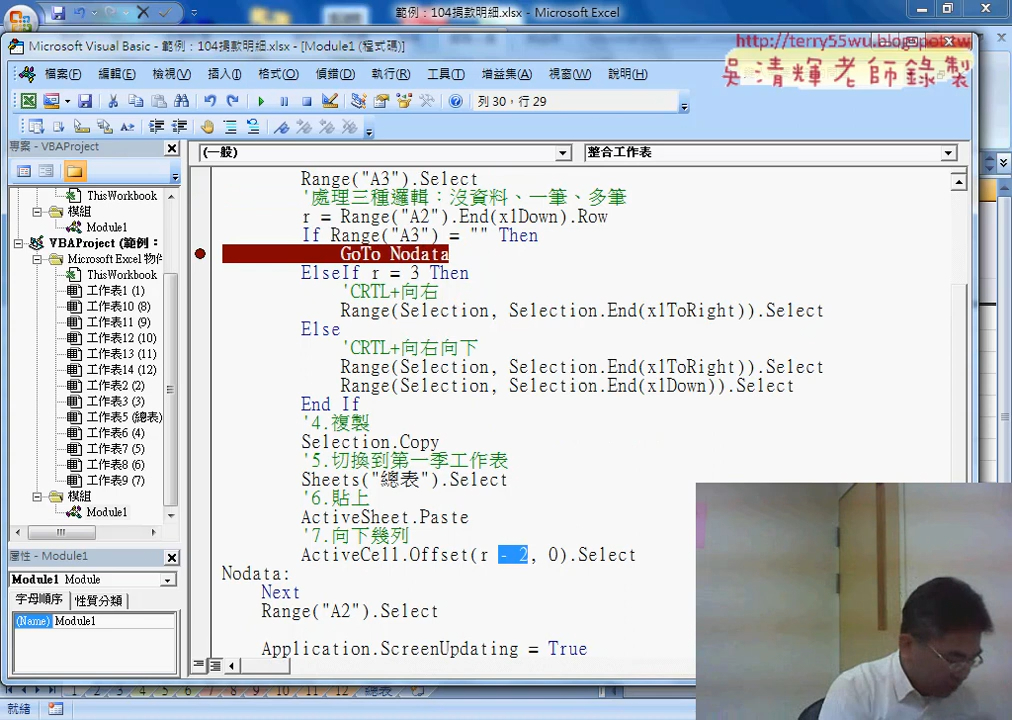 範例：104捐款明細.xlsx - Microsoft Excel
Microsoft Visual Basic - 範例：104捐款明細.xlsx - [Module1 (程式碼)]
http://terry55wu.blogspot.tw
吳清輝老師錄製
檔案(F) 編輯(E) 檢視(V) 插入(I) 格式(O) 偵錯(D) 執行(R) 工具(T) 增益集(A) 視窗(W) 說明(H)
列 30，行 29
專案 - VBAProject
(一般) 整合工作表
ThisWorkbook
模組
Module1
VBAProject (範例：
Microsoft Excel 物件
ThisWorkbook
工作表1 (1)
工作表10 (8)
工作表11 (9)
工作表12 (10)
工作表13 (11)
工作表14 (12)
工作表2 (2)
工作表3 (3)
工作表5 (總表)
工作表6 (4)
工作表7 (5)
工作表8 (6)
工作表9 (7)
模組
Module1
屬性 - Module1
Module1 Module
字母順序 性質分類
(Name) Module1
Range("A3").Select
'處理三種邏輯：沒資料、一筆、多筆
r = Range("A2").End(xlDown).Row
If Range("A3") = "" Then
GoTo Nodata
ElseIf r = 3 Then
'CRTL+向右
Range(Selection, Selection.End(xlToRight)).Select
Else
'CRTL+向右向下
Range(Selection, Selection.End(xlToRight)).Select
Range(Selection, Selection.End(xlDown)).Select
End If
'4.複製
Selection.Copy
'5.切換到第一季工作表
Sheets("總表").Select
'6.貼上
ActiveSheet.Paste
'7.向下幾列
ActiveCell.Offset(r - 2, 0).Select
Nodata:
Next
Range("A2").Select
Application.ScreenUpdating = True
1 2 3 4 5 6 7 8 9 10 11 12 總表
就緒